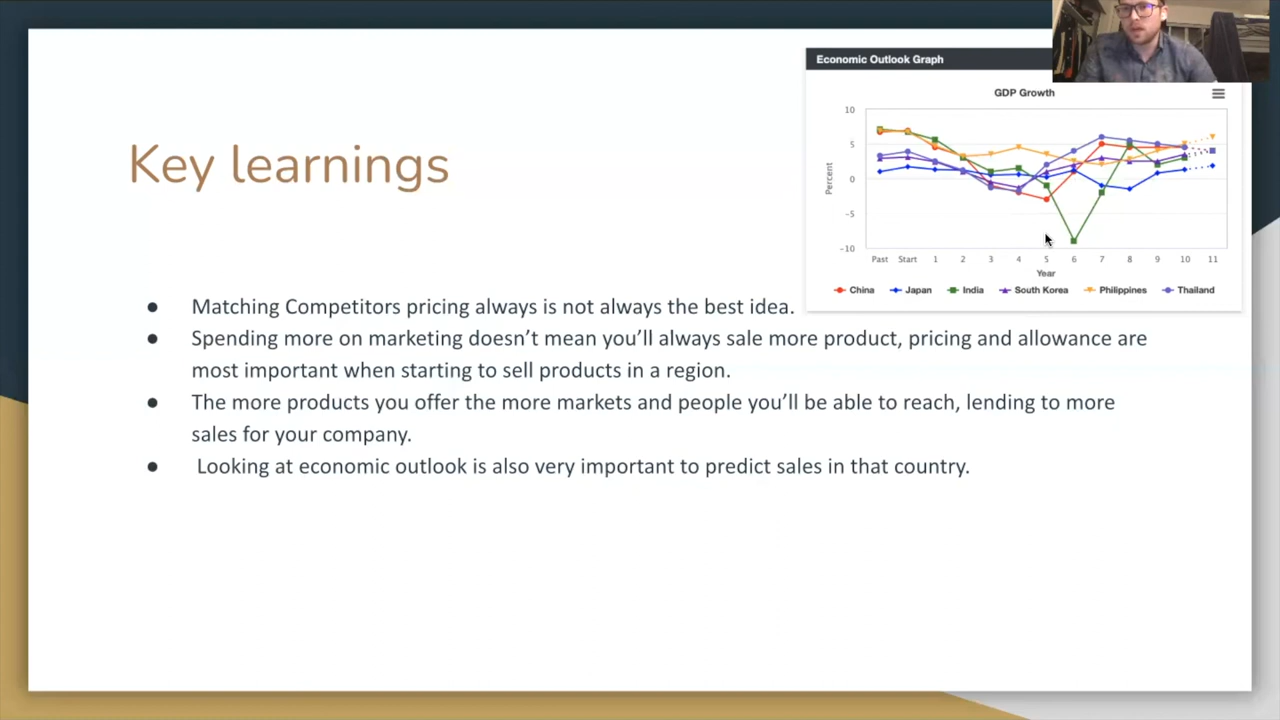 Economic Outlook Graph
GDP Growth
Key learnings
10
5
0
-5
-10
Percent
Past Start 1 2 3 4 5 6 7 8 9 10 11
Year
China Japan India South Korea Philippines Thailand
● Matching Competitors pricing always is not always the best idea.
● Spending more on marketing doesn’t mean you’ll always sale more product, pricing and allowance are
most important when starting to sell products in a region.
● The more products you offer the more markets and people you’ll be able to reach, lending to more
sales for your company.
● Looking at economic outlook is also very important to predict sales in that country.